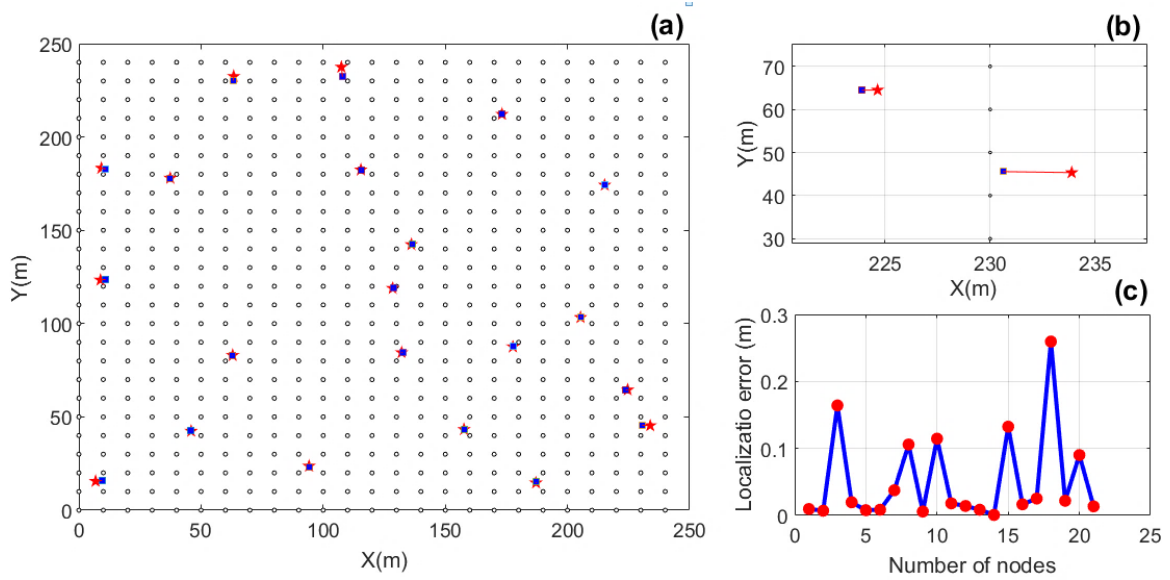 (a)
250
200
150
100
50
0
Y(m)
0 50 100 150 200 250
X(m)
(b)
70
60
50
40
30
Y(m)
225 230 235
X(m)
(c)
0.3
0.2
0.1
0
Localizatio error (m)
0 5 10 15 20 25
Number of nodes